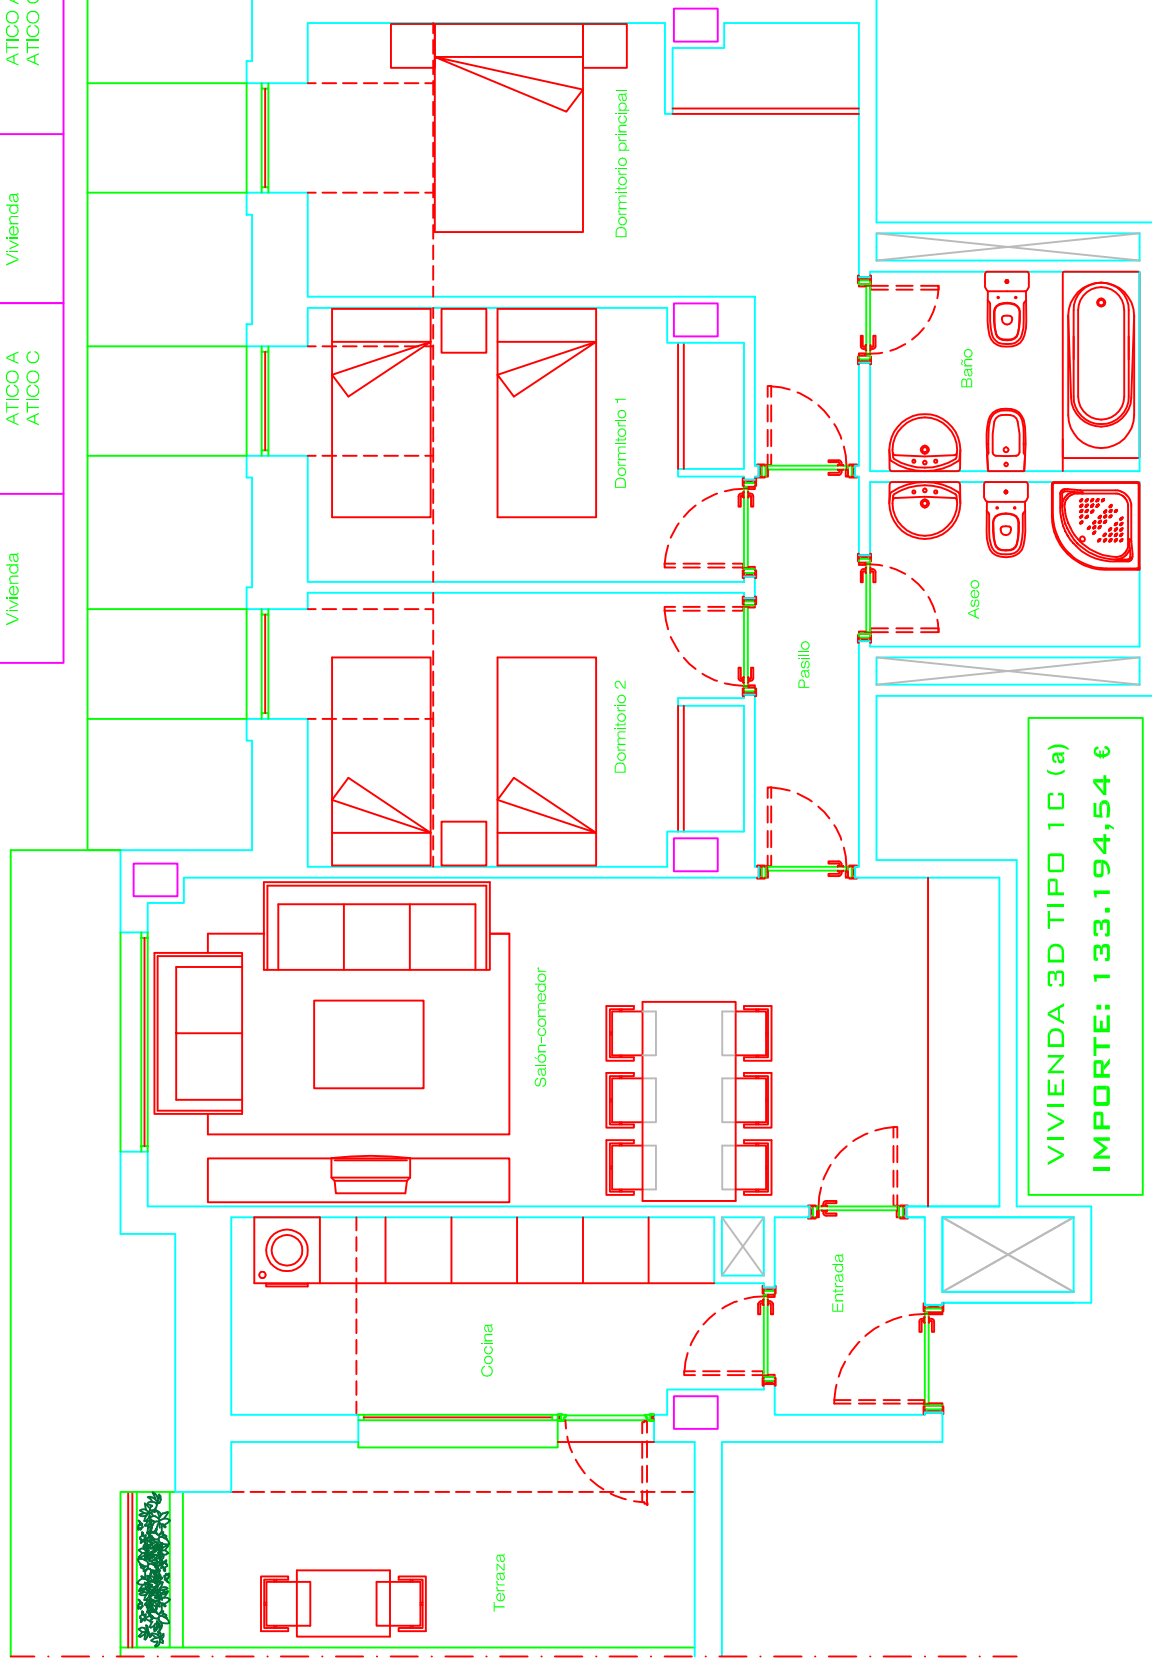 ATICO A
ATICO C
Vivienda
ATICO A
ATICO C
Vivienda
Dormitorio principal
Dormitorio 1
Dormitorio 2
Baño
Aseo
Pasillo
Salón-comedor
Cocina
Entrada
Terraza
VIVIENDA 3D TIPO 1C (a)
IMPORTE: 133.194,54 €